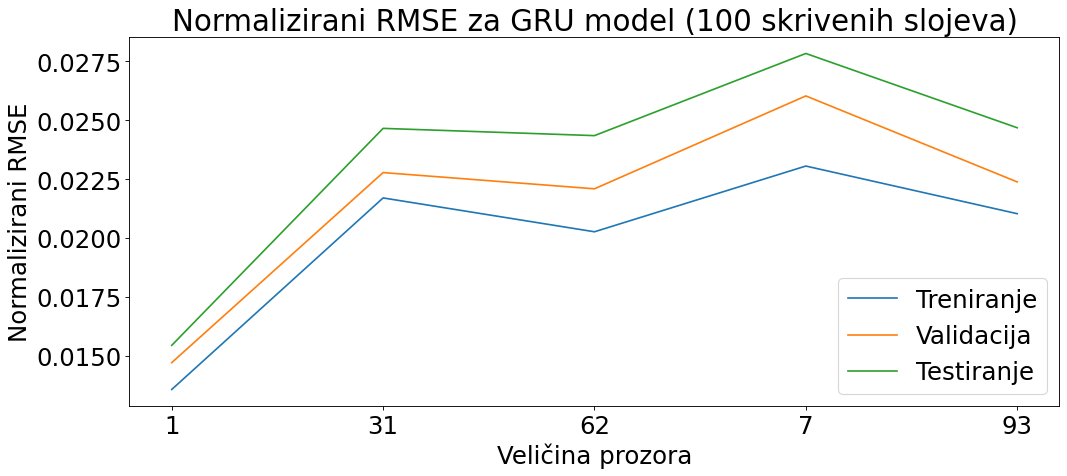 Normalizirani RMSE za GRU model (100 skrivenih slojeva)
Normalizirani RMSE
0.0275
0.0250
0.0225
0.0200
0.0175
0.0150
Treniranje
Validacija
Testiranje
1 31 62 7 93
Veličina prozora